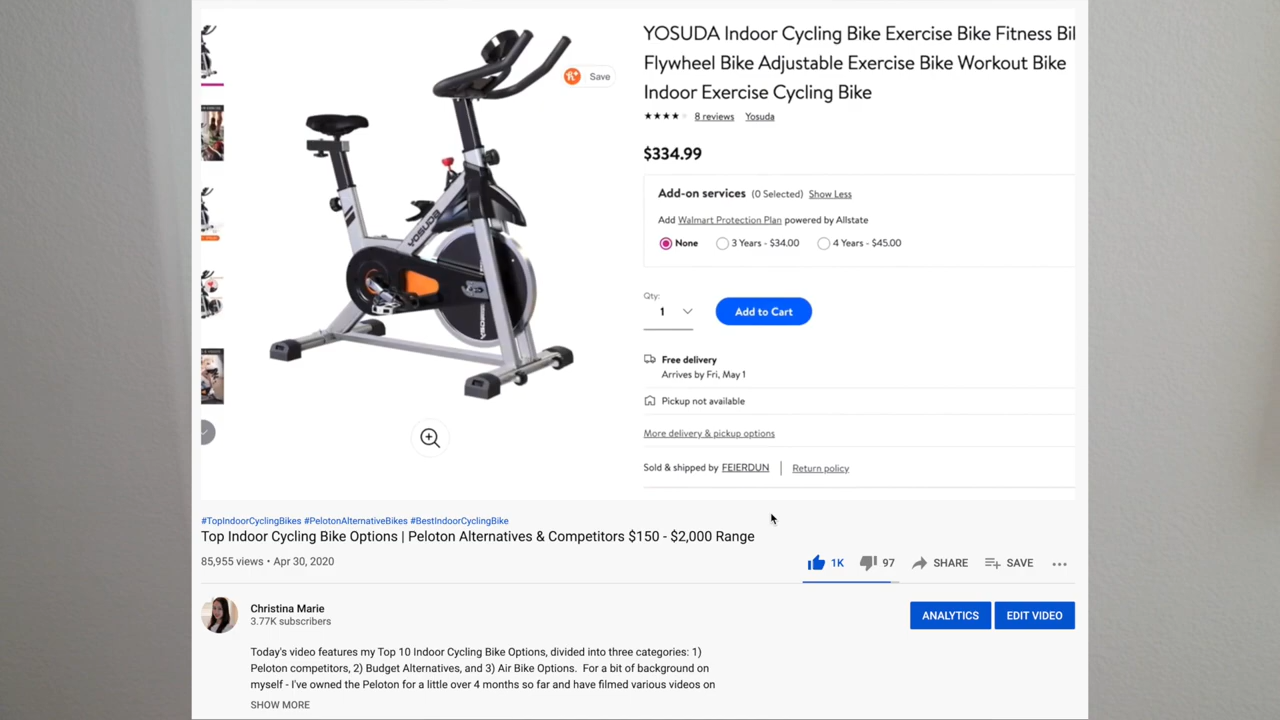 YOSUDA Indoor Cycling Bike Exercise Bike Fitness Bi
Flywheel Bike Adjustable Exercise Bike Workout Bike
Indoor Exercise Cycling Bike
8 reviews Yosuda
Save
$334.99
Add-on services (0 Selected) Show Less
Add Walmart Protection Plan powered by Allstate
None 3 Years - $34.00 4 Years - $45.00
YOSUDA
Qty:
1 Add to Cart
Free delivery
Arrives by Fri, May 1
Pickup not available
More delivery & pickup options
Sold & shipped by FEIERDUN | Return policy
#TopIndoorCyclingBikes #PelotonAlternativeBikes #BestIndoorCyclingBike
Top Indoor Cycling Bike Options | Peloton Alternatives & Competitors $150 - $2,000 Range
85,955 views • Apr 30, 2020
1K 97 SHARE SAVE
Christina Marie
3.77K subscribers
ANALYTICS EDIT VIDEO
Today's video features my Top 10 Indoor Cycling Bike Options, divided into three categories: 1)
Peloton competitors, 2) Budget Alternatives, and 3) Air Bike Options. For a bit of background on
myself - I've owned the Peloton for a little over 4 months so far and have filmed various videos on
SHOW MORE